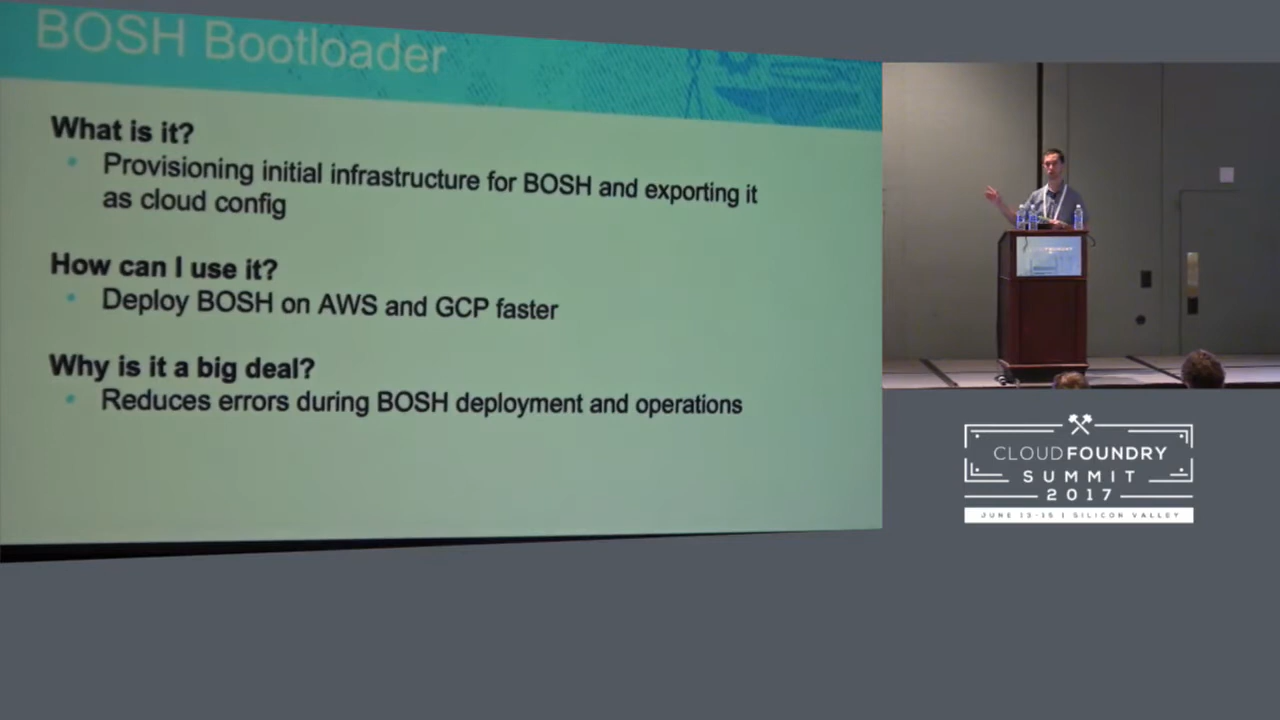 BOSH Bootloader
What is it?
• Provisioning initial infrastructure for BOSH and exporting it
as cloud config
How can I use it?
• Deploy BOSH on AWS and GCP faster
Why is it a big deal?
• Reduces errors during BOSH deployment and operations
CLOUDFOUNDRY
SUMMIT
2017
JUNE 13-15 | SILICON VALLEY